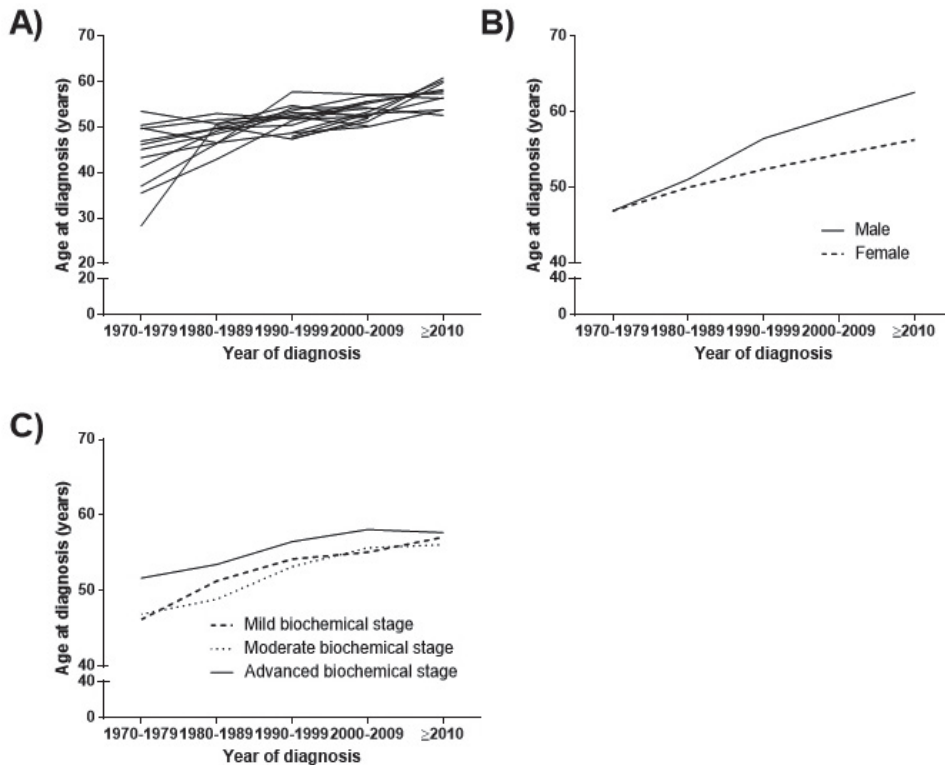 A)
70
60
50
40
30
20
20
0
Age at diagnosis (years)
1970-1979 1980-1989 1990-1999 2000-2009 ≥2010
Year of diagnosis
B)
70
60
50
40
40
0
Age at diagnosis (years)
Male
Female
1970-1979 1980-1989 1990-1999 2000-2009 ≥2010
Year of diagnosis
C)
70
60
50
40
40
0
Age at diagnosis (years)
Mild biochemical stage
Moderate biochemical stage
Advanced biochemical stage
1970-1979 1980-1989 1990-1999 2000-2009 ≥2010
Year of diagnosis